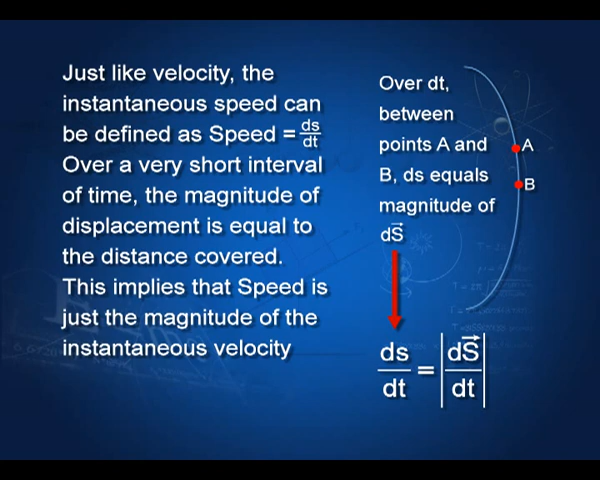 Just like velocity, the
instantaneous speed can
be defined as Speed = ds/dt
Over a very short interval
of time, the magnitude of
displacement is equal to
the distance covered.
This implies that Speed is
just the magnitude of the
instantaneous velocity
Over dt,
between
points A and
B, ds equals
magnitude of
dS⃗
A
B
ds/dt = |dS⃗/dt|